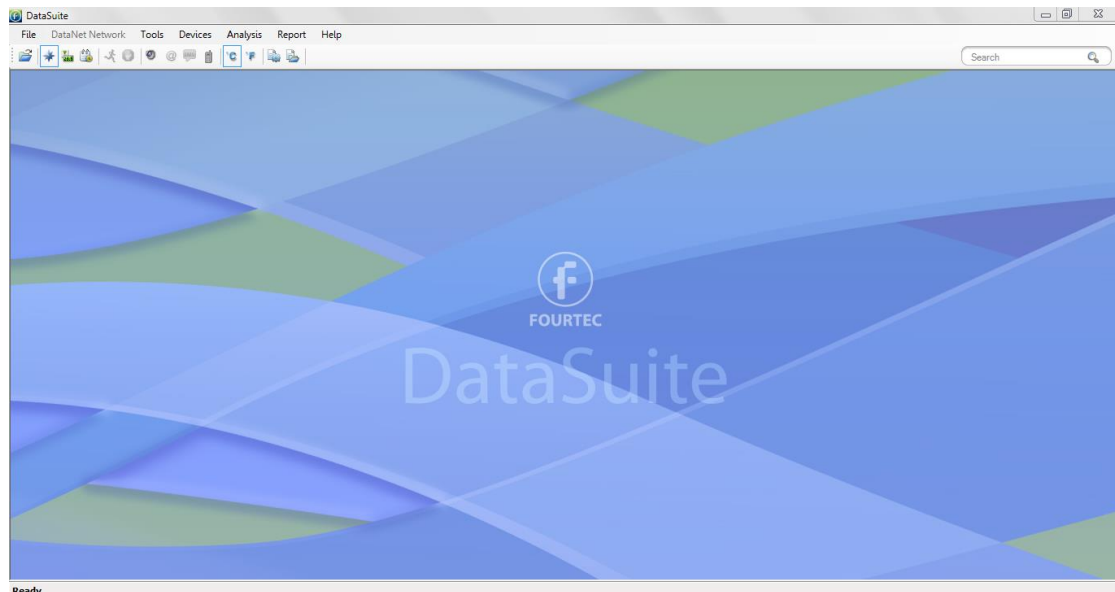 DataSuite
File DataNet Network Tools Devices Analysis Report Help
@ °C °F Search
FOURTEC
DataSuite
Ready